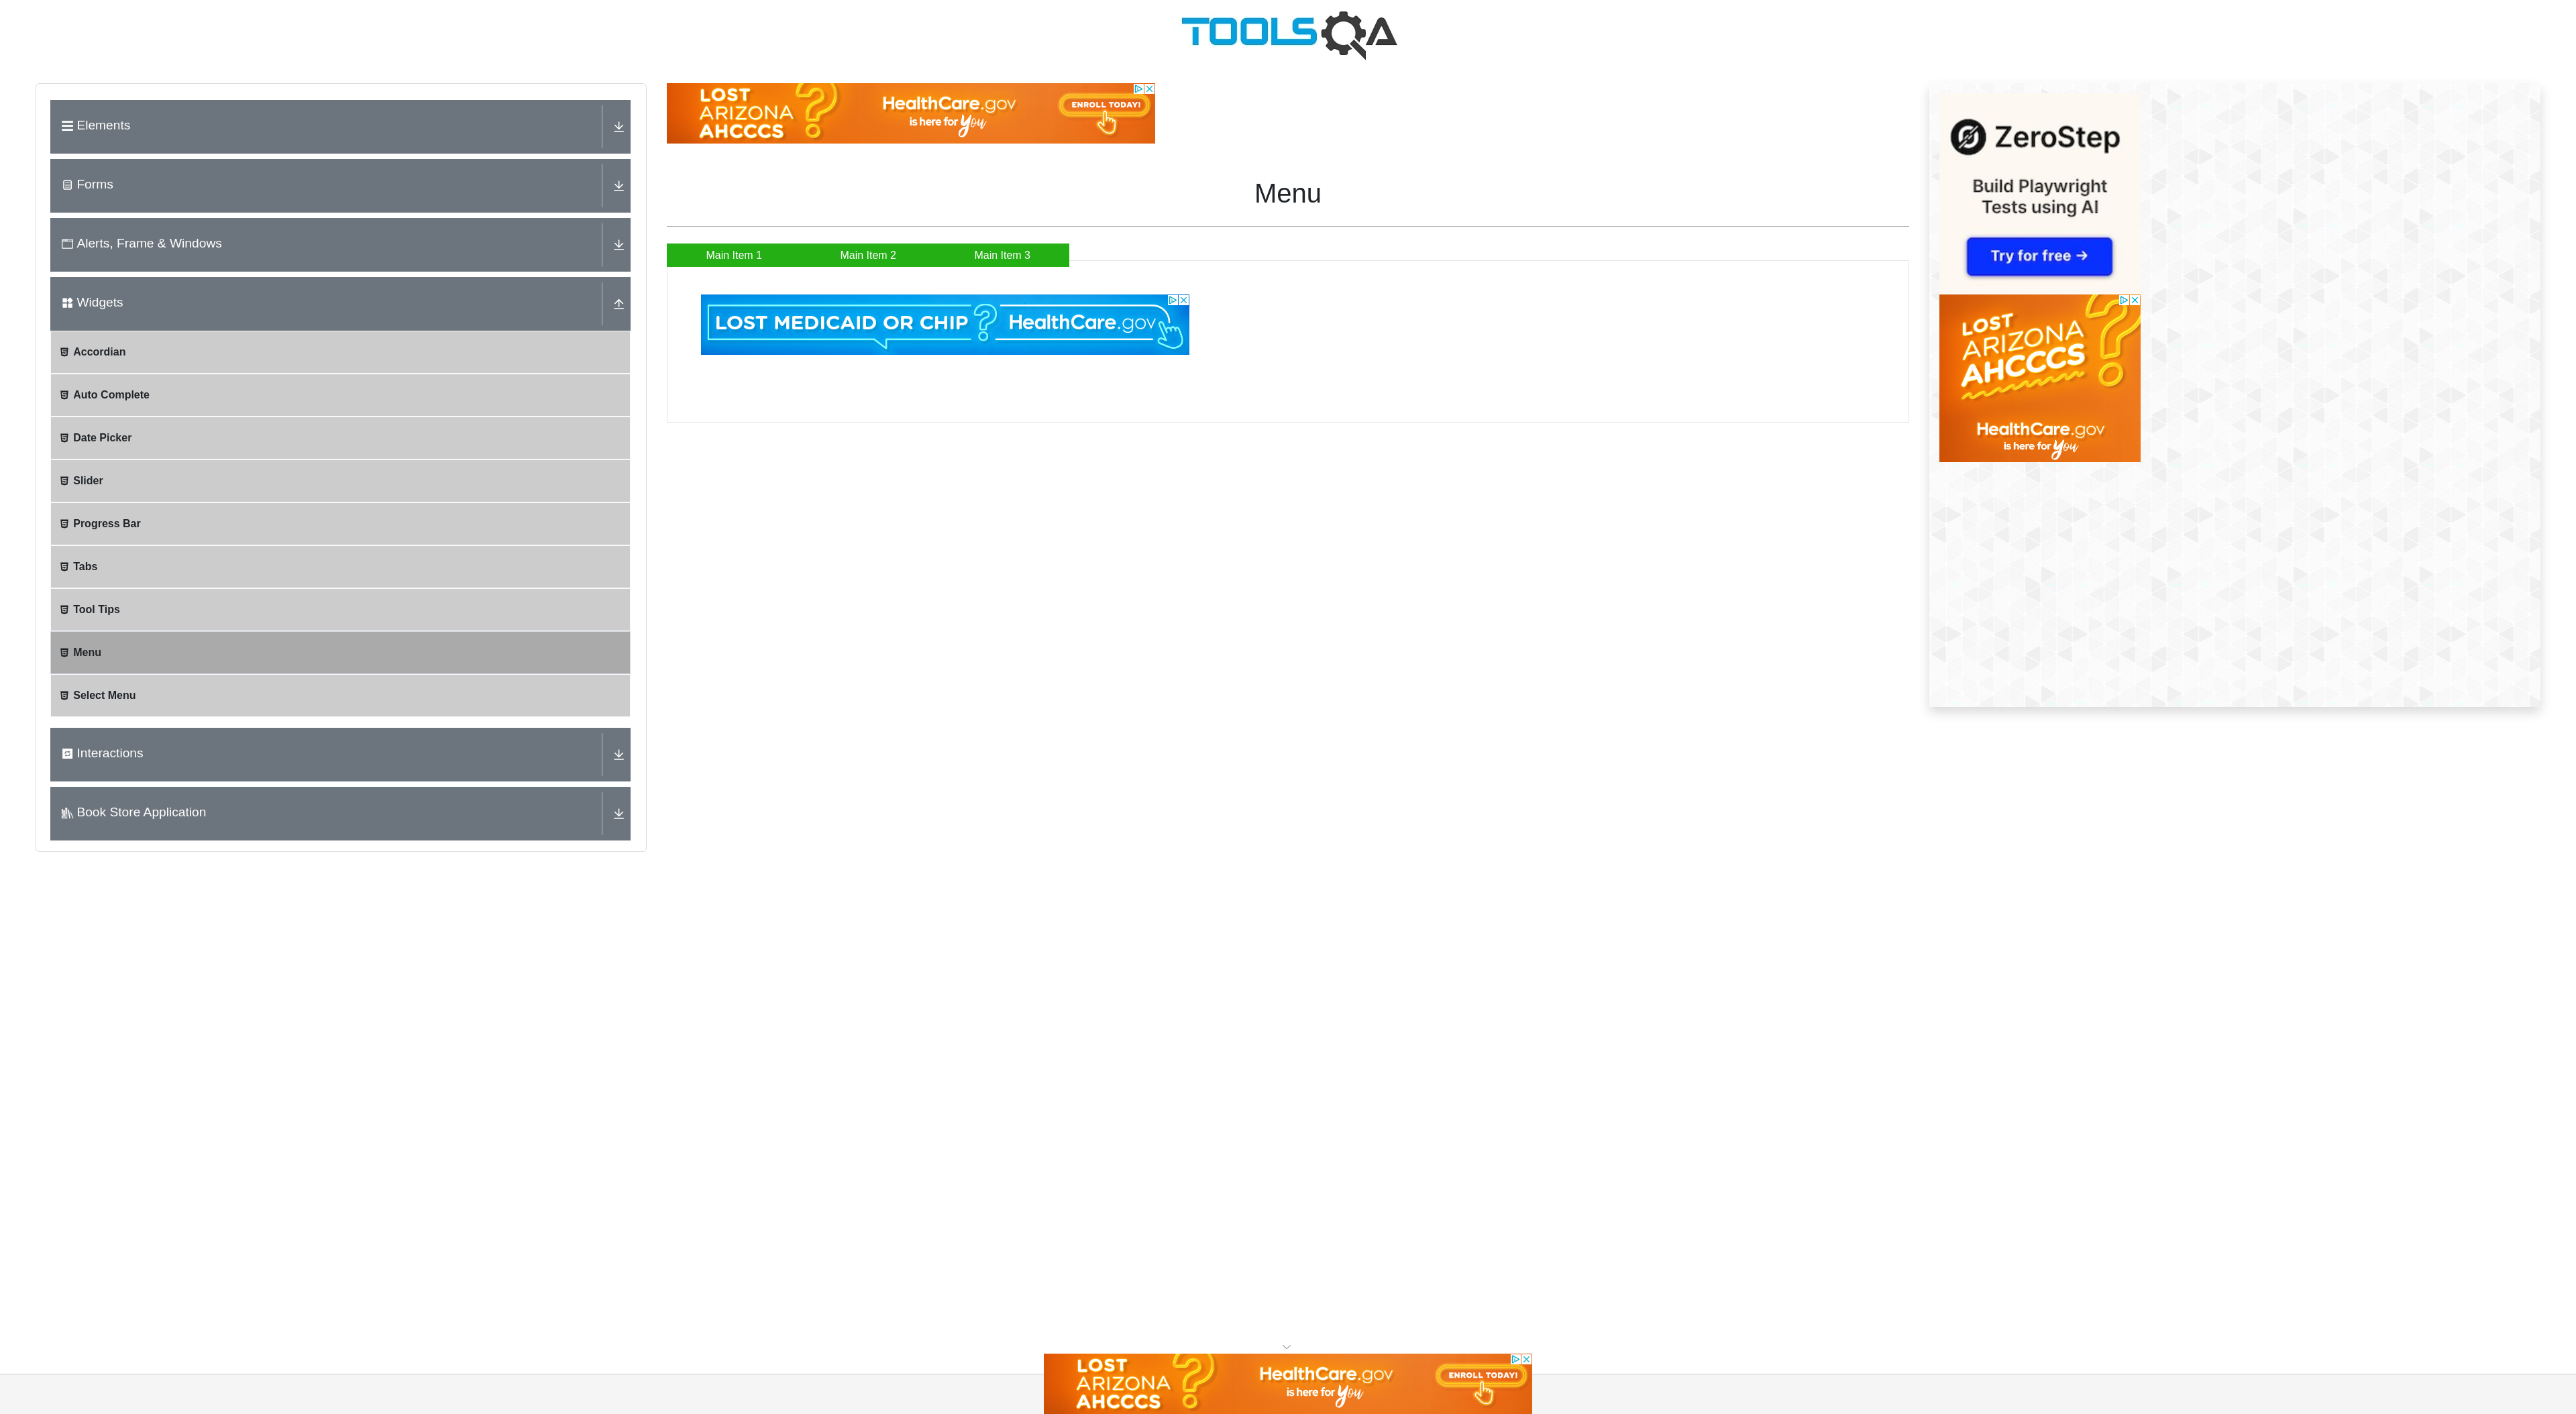 TOOLSQA
Elements
Forms
Alerts, Frame & Windows
Widgets
Accordian
Auto Complete
Date Picker
Slider
Progress Bar
Tabs
Tool Tips
Menu
Select Menu
Interactions
Book Store Application
LOST
ARIZONA
AHCCCS
?
HealthCare.gov
is here for you
ENROLL TODAY!
Menu
Main Item 1
Main Item 2
Main Item 3
LOST MEDICAID OR CHIP ? HealthCare.gov
ZeroStep
Build Playwright
Tests using AI
Try for free →
LOST
ARIZONA
AHCCCS
?
HealthCare.gov
is here for you
LOST
ARIZONA
AHCCCS
?
HealthCare.gov
is here for you
ENROLL TODAY!